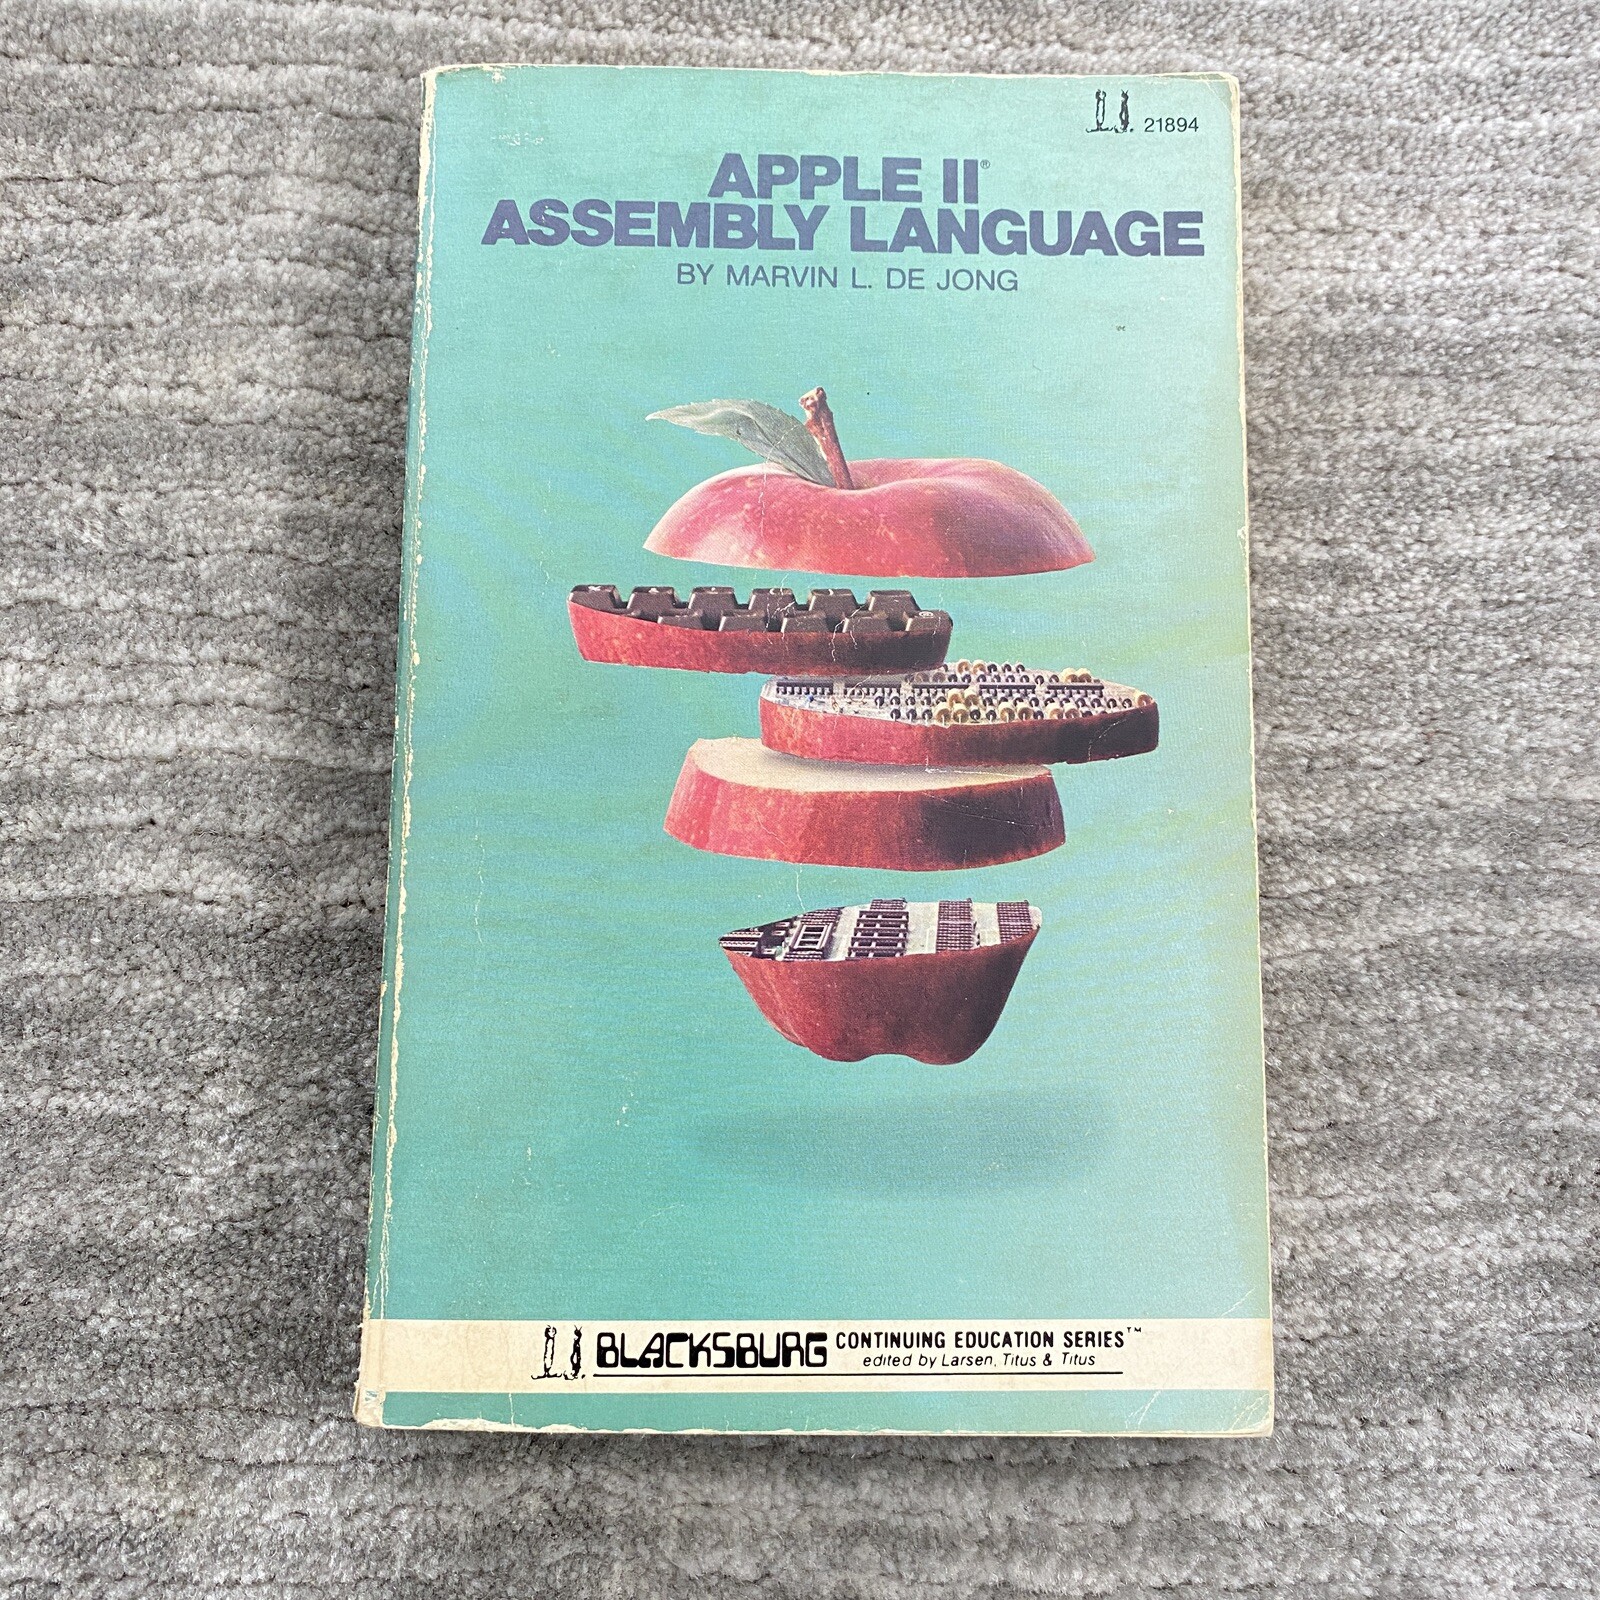 21894
APPLE II®
ASSEMBLY LANGUAGE
BY MARVIN L. DE JONG
BLACKSBURG CONTINUING EDUCATION SERIES™
edited by Larsen, Titus & Titus